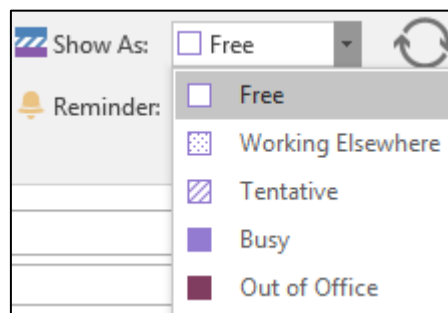 Show As: Free
Reminder: Free
Working Elsewhere
Tentative
Busy
Out of Office